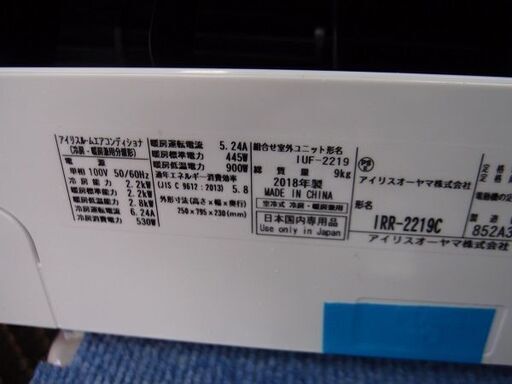 アイリスルームエアコンディショナ
(冷房・暖房兼用分離形)
電源
単相 100V 50/60Hz
冷房能力 2.2kW
暖房能力 2.2kW
暖房低温能力 2.8kW
冷房運転電流 6.24A
冷房消費電力 530W
暖房運転電流 5.24A
暖房標準電力 445W
暖房低温電力 900W
通年エネルギー消費効率
(JIS C 9612:2013) 5.8
外形寸法(高さ×幅×奥行)
250×795×230(mm)
組合せ室外ユニット形名
IUF-2219
総質量 9kg
2018年製
MADE IN CHINA
空冷式 冷房・暖房兼用
日本国内専用品
Use only in Japan
PSE
アイリスオーヤマ株式会社
形名
IRR-2219C
アイリスオーヤマ株式会社
定格
852A3